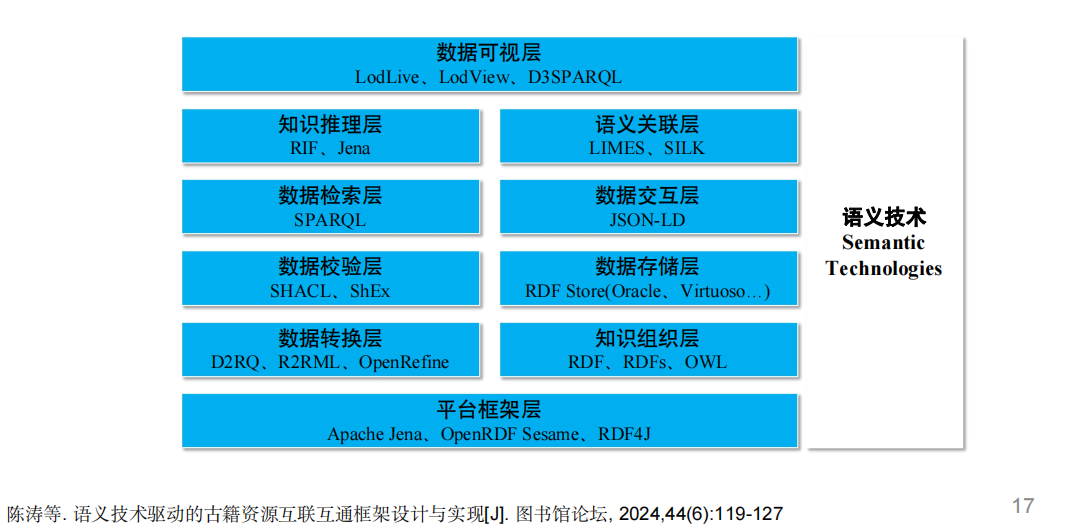 数据可视层
LodLive、LodView、D3SPARQL
知识推理层
RIF、Jena
语义关联层
LIMES、SILK
数据检索层
SPARQL
数据交互层
JSON-LD
数据校验层
SHACL、ShEx
数据存储层
RDF Store(Oracle、Virtuoso…)
数据转换层
D2RQ、R2RML、OpenRefine
知识组织层
RDF、RDFs、OWL
平台框架层
Apache Jena、OpenRDF Sesame、RDF4J
语义技术
Semantic
Technologies
陈涛等. 语义技术驱动的古籍资源互联互通框架设计与实现[J]. 图书馆论坛, 2024,44(6):119-127
17